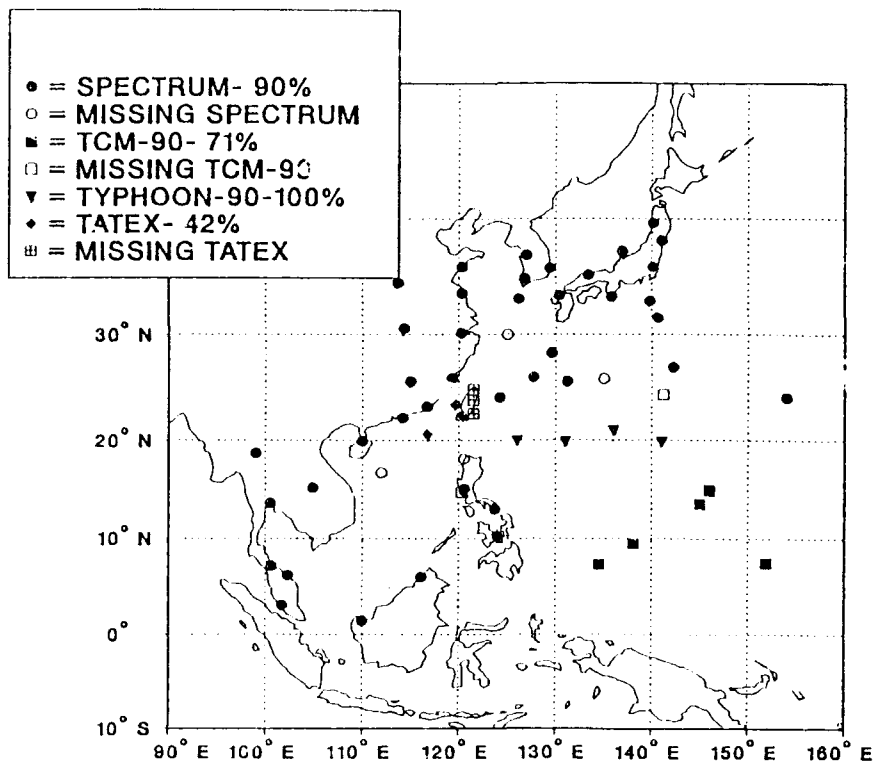 ● = SPECTRUM- 90%
○ = MISSING SPECTRUM
■ = TCM-90- 71%
□ = MISSING TCM-90
▼ = TYPHOON-90-100%
◆ = TATEX- 42%
⊞ = MISSING TATEX
30° N
20° N
10° N
0°
10° S
90° E 100° E 110° E 120° E 130° E 140° E 150° E 160° E